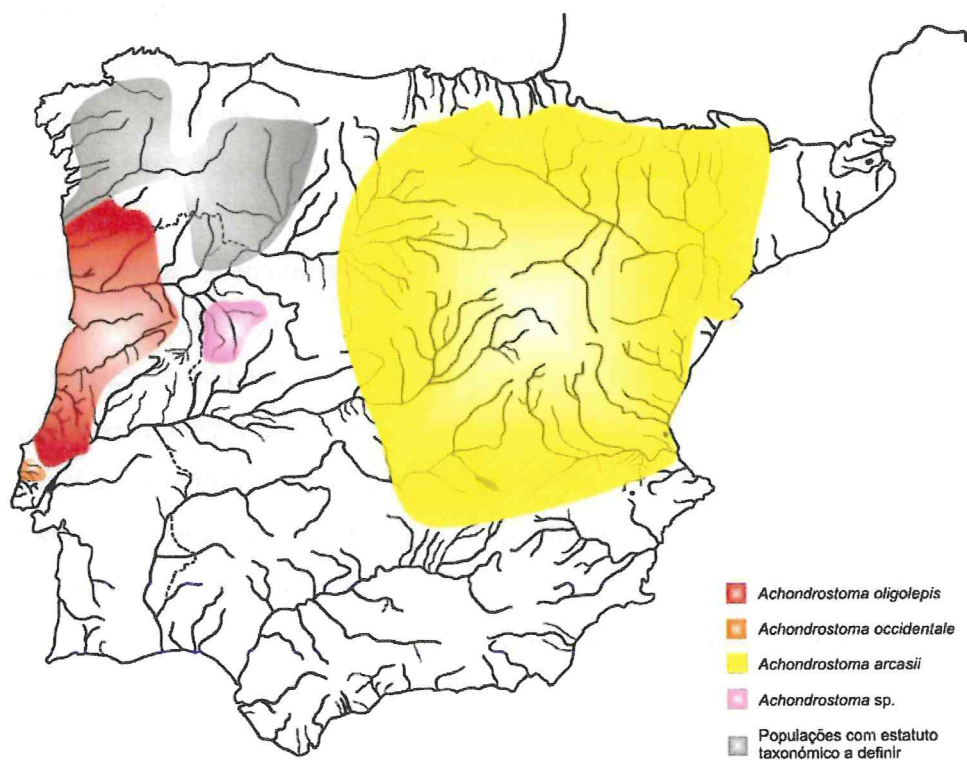 Achondrostoma oligolepis
Achondrostoma occidentale
Achondrostoma arcasii
Achondrostoma sp.
Populações com estatuto
taxonómico a definir